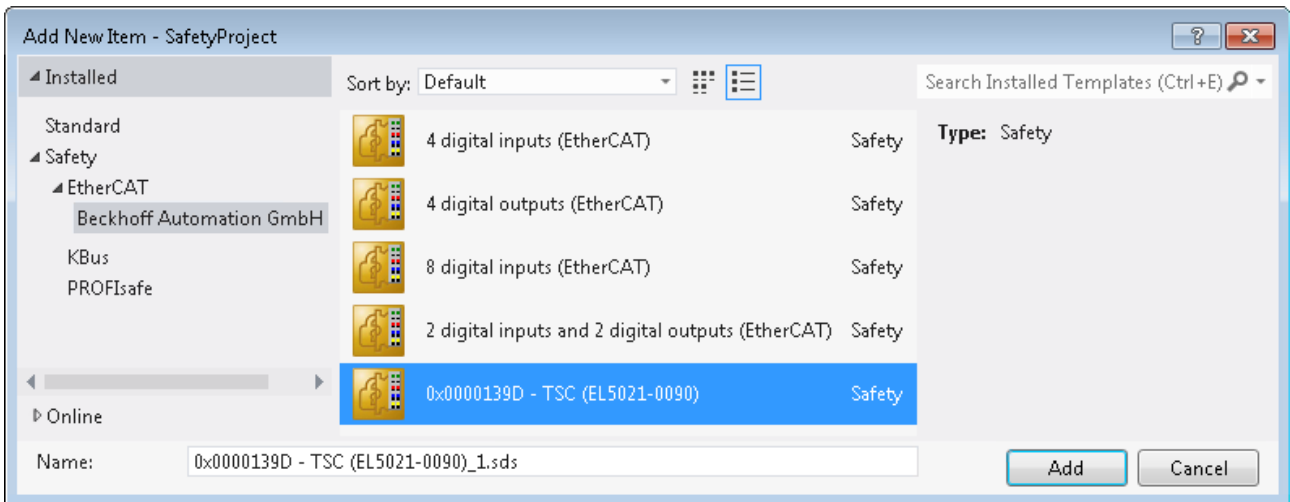 Add New Item - SafetyProject
Installed
Sort by: Default
Search Installed Templates (Ctrl+E)
Standard
Safety
EtherCAT
Beckhoff Automation GmbH
KBus
PROFIsafe
4 digital inputs (EtherCAT) Safety
4 digital outputs (EtherCAT) Safety
8 digital inputs (EtherCAT) Safety
2 digital inputs and 2 digital outputs (EtherCAT) Safety
0x0000139D - TSC (EL5021-0090) Safety
Type: Safety
Online
Name: 0x0000139D - TSC (EL5021-0090)_1.sds
Add Cancel